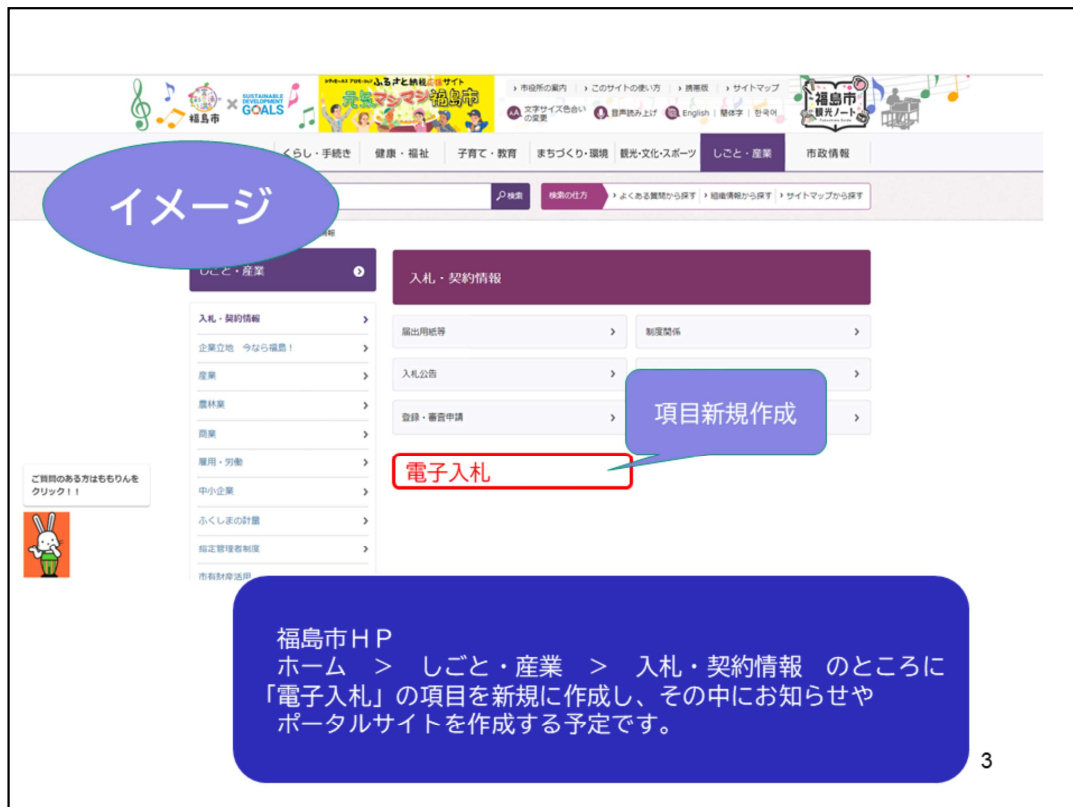 福島市
×
SUSTAINABLE
DEVELOPMENT
GOALS
ふるさと納税応援サイト
元気マンマン福島市
市役所の案内
このサイトの使い方
携帯版
サイトマップ
AA 文字サイズ色合い
の変更
音声読み上げ
English
簡体字
한국어
福島市
観光ノート
くらし・手続き
健康・福祉
子育て・教育
まちづくり・環境
観光・文化・スポーツ
しごと・産業
市政情報
イメージ
検索
検索の仕方
よくある質問から探す
組織情報から探す
サイトマップから探す
しごと・産業
入札・契約情報
入札・契約情報
企業立地 今なら福島!
産業
農林業
商業
雇用・労働
中小企業
ふくしまの計量
指定管理者制度
市有財産活用
届出用紙等
制度関係
入札公告
登録・審査申請
項目新規作成
電子入札
ご質問のある方はももりんを
クリック!!
福島市HP
ホーム > しごと・産業 > 入札・契約情報 のところに
「電子入札」の項目を新規に作成し、その中にお知らせや
ポータルサイトを作成する予定です。
3